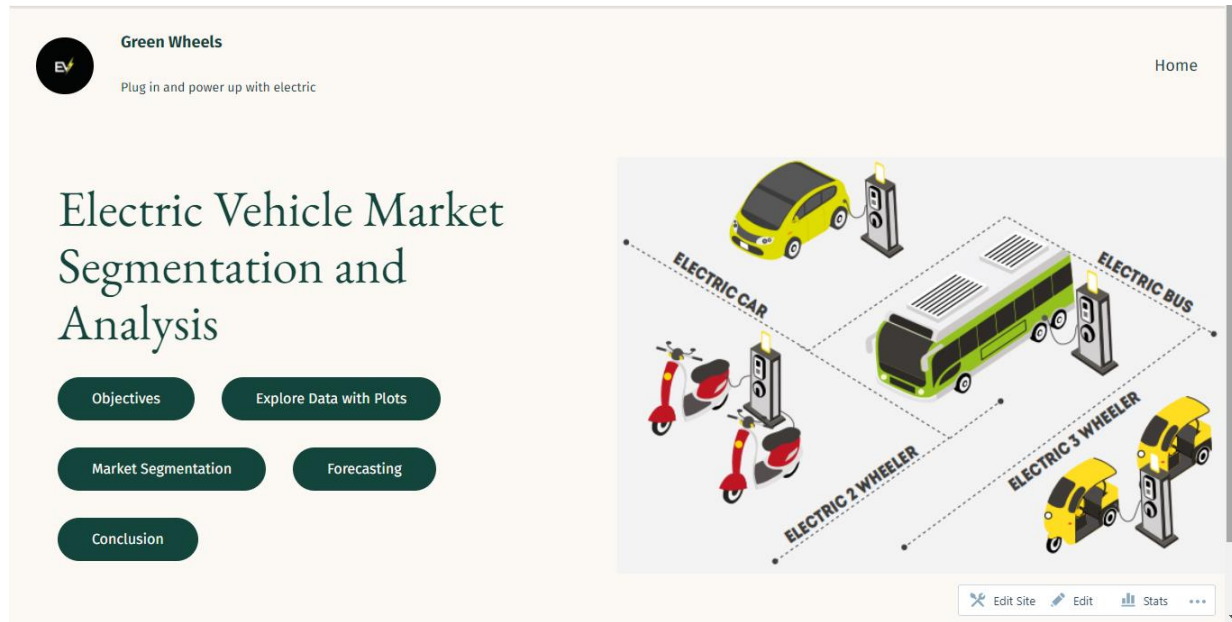 EV
Green Wheels
Plug in and power up with electric
Home
Electric Vehicle Market
Segmentation and
Analysis
Objectives
Explore Data with Plots
Market Segmentation
Forecasting
Conclusion
ELECTRIC CAR
ELECTRIC BUS
ELECTRIC 2 WHEELER
ELECTRIC 3 WHEELER
Edit Site
Edit
Stats